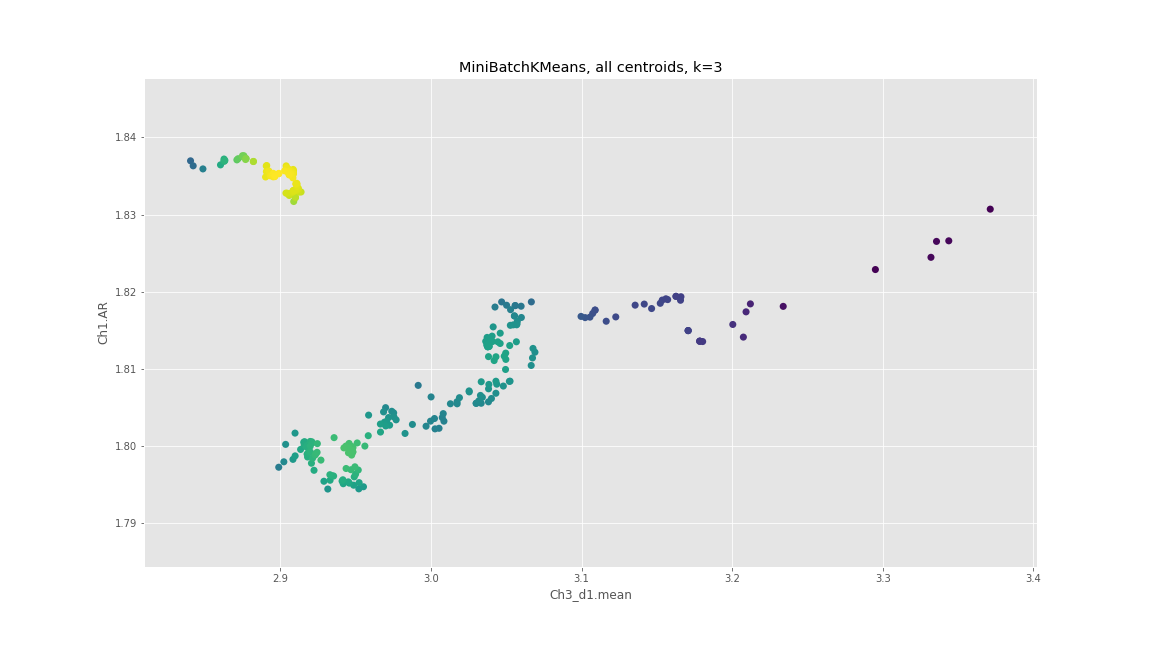 MiniBatchKMeans, all centroids, k=3
1.84
1.83
1.82
1.81
1.80
1.79
Ch1.AR
2.9 3.0 3.1 3.2 3.3 3.4
Ch3_d1.mean